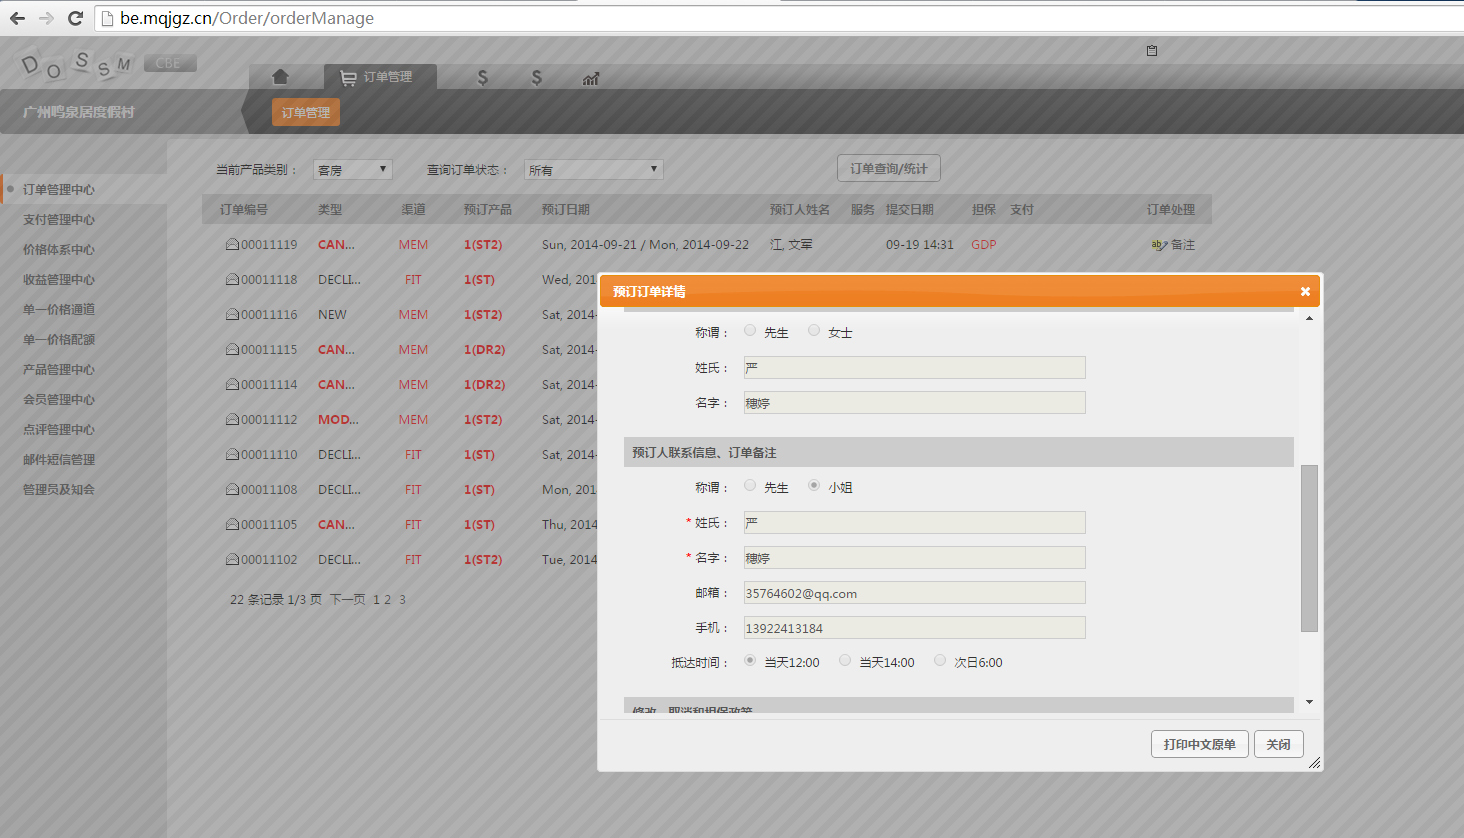 be.mqjgz.cn/Order/orderManage
DOSSM CBE
订单管理 $ $
广州鸣泉居度假村 订单管理
当前产品类别： 客房 查询订单状态： 所有 订单查询/统计
订单管理中心
支付管理中心
价格体系中心
收益管理中心
单一价格通道
单一价格配额
产品管理中心
会员管理中心
点评管理中心
邮件短信管理
管理员及知会
订单编号 类型 渠道 预订产品 预订日期 预订人姓名 服务 提交日期 担保 支付 订单处理
00011119 CAN... MEM 1(ST2) Sun, 2014-09-21 / Mon, 2014-09-22 江, 文军 09-19 14:31 GDP 备注
00011118 DECLI... FIT 1(ST) Wed, 201
00011116 NEW MEM 1(ST2) Sat, 2014-
00011115 CAN... MEM 1(DR2) Sat, 2014-
00011114 CAN... MEM 1(DR2) Sat, 2014-
00011112 MOD... MEM 1(ST2) Sat, 2014-
00011110 DECLI... FIT 1(ST) Sat, 2014-
00011108 DECLI... FIT 1(ST) Mon, 201
00011105 CAN... FIT 1(ST) Thu, 2014
00011102 DECLI... FIT 1(ST2) Tue, 2014
22 条记录 1/3 页 下一页 1 2 3
预订订单详情
称谓： 先生 女士
姓氏： 严
名字： 穗婷
预订人联系信息、订单备注
称谓： 先生 小姐
* 姓氏： 严
* 名字： 穗婷
邮箱： 35764602@qq.com
手机： 13922413184
抵达时间： 当天12:00 当天14:00 次日6:00
修改、取消和担保政策
打印中文原单 关闭